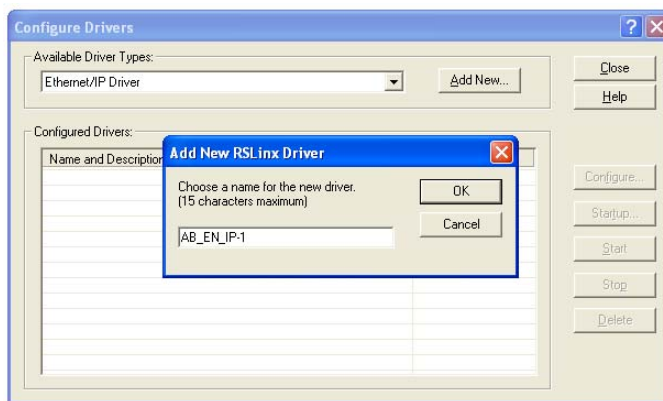 Configure Drivers
Available Driver Types:
Ethernet/IP Driver
Add New...
Close
Help
Configured Drivers:
Name and Description
Add New RSLinx Driver
Choose a name for the new driver.
(15 characters maximum)
AB_EN_IP-1
OK
Cancel
Configure...
Startup...
Start
Stop
Delete